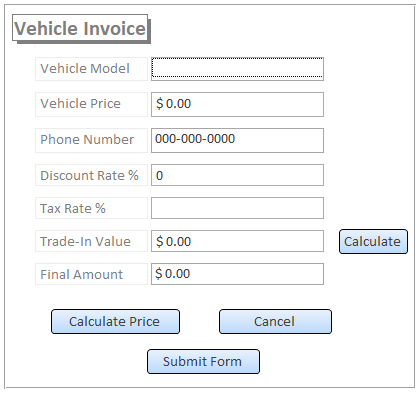 Vehicle Invoice
Vehicle Model
Vehicle Price $ 0.00
Phone Number 000-000-0000
Discount Rate % 0
Tax Rate %
Trade-In Value $ 0.00 Calculate
Final Amount $ 0.00
Calculate Price Cancel
Submit Form